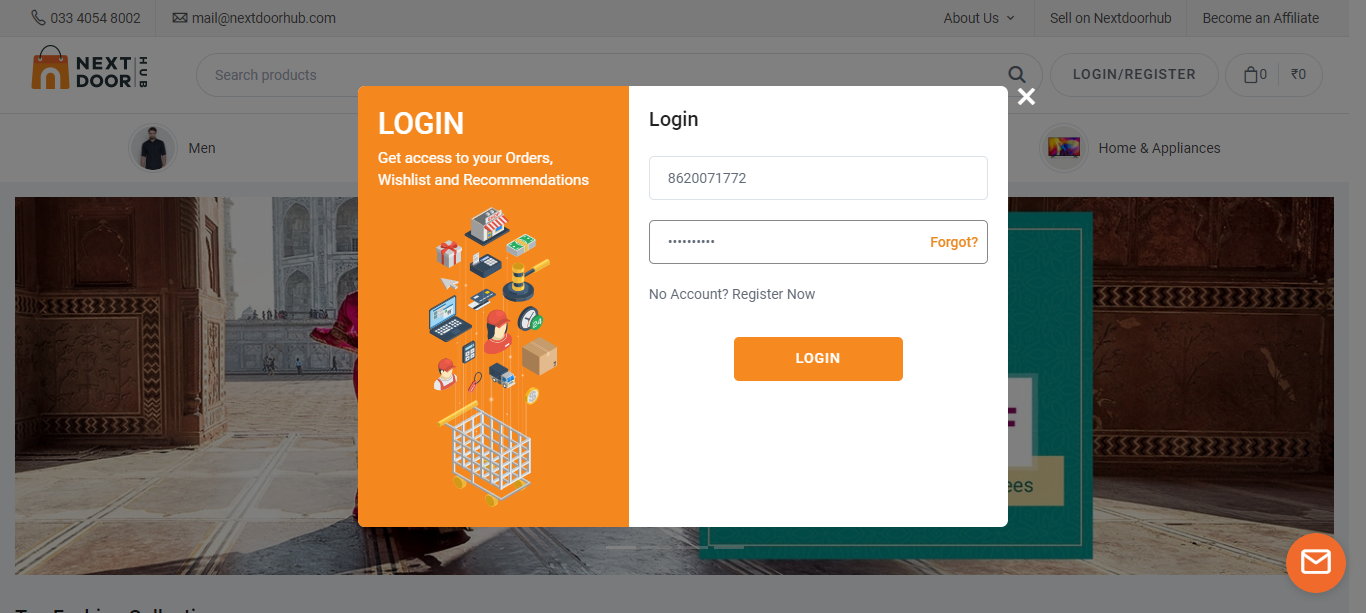 033 4054 8002
mail@nextdoorhub.com
About Us
Sell on Nextdoorhub
Become an Affiliate
NEXT
DOOR
HUB
Search products
LOGIN/REGISTER
0
₹0
Men
Home & Appliances
LOGIN
Get access to your Orders,
Wishlist and Recommendations
Login
8620071772
••••••••••
Forgot?
No Account? Register Now
LOGIN
24